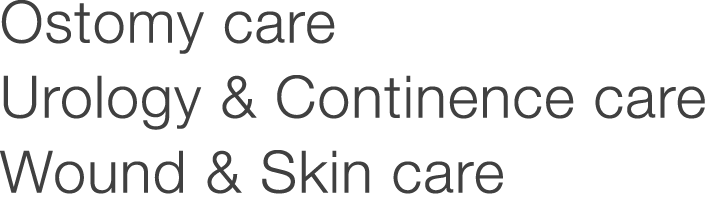 Ostomy care
Urology & Continence care
Wound & Skin care